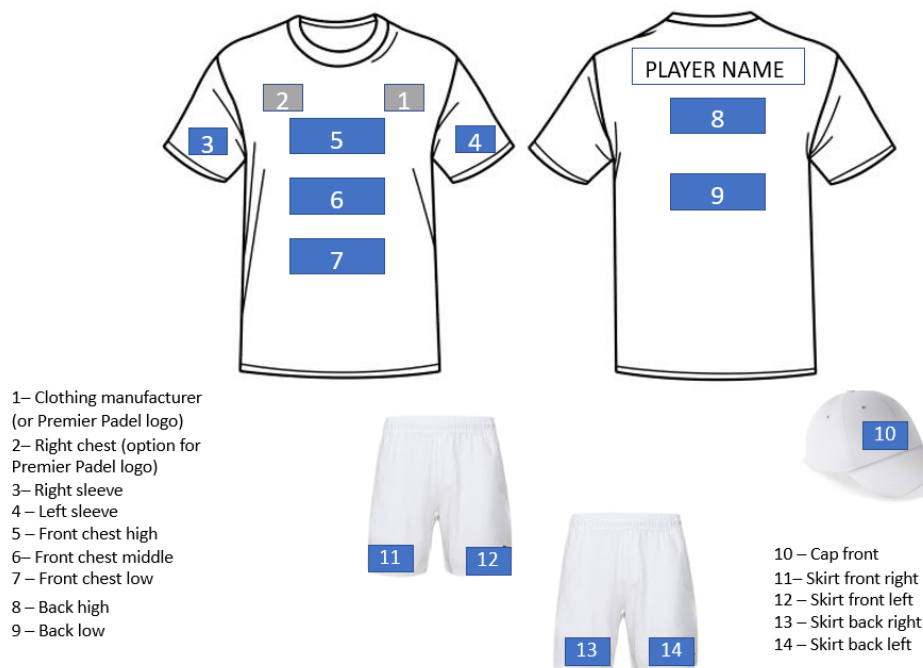 PLAYER NAME
2
1
3
5
4
8
6
9
7
1– Clothing manufacturer
(or Premier Padel logo)
2– Right chest (option for
Premier Padel logo)
3– Right sleeve
4 – Left sleeve
5 – Front chest high
6– Front chest middle
7 – Front chest low
8 – Back high
9 – Back low
10
11
12
13
14
10 – Cap front
11– Skirt front right
12 – Skirt front left
13 – Skirt back right
14 – Skirt back left